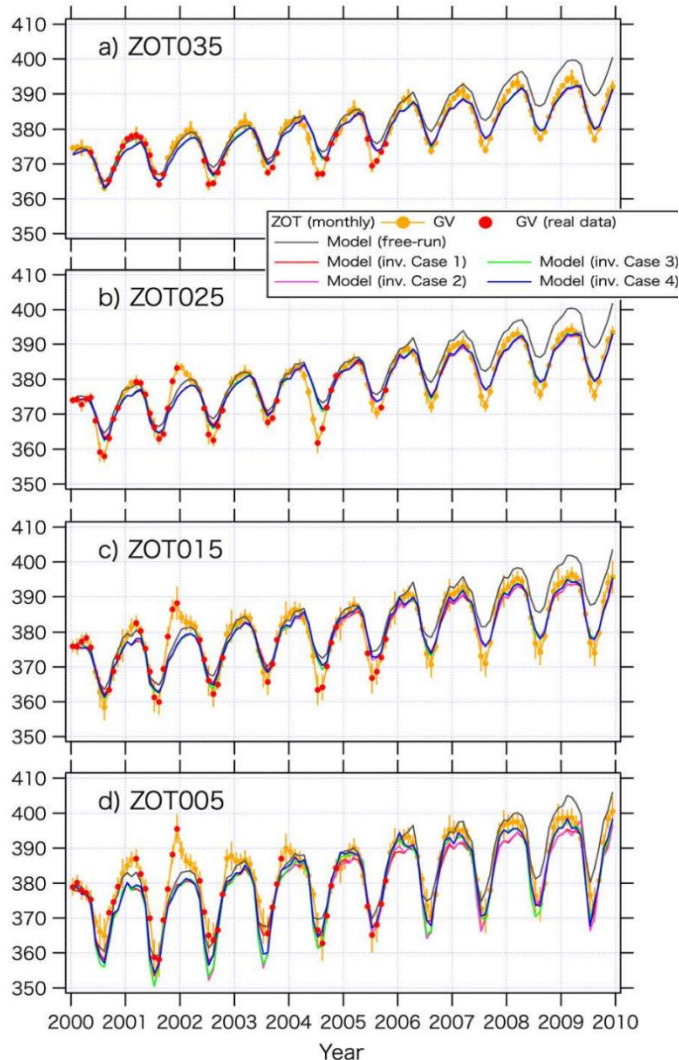 410
a) ZOT035
400
390
380
370
360
350
ZOT (monthly) GV GV (real data)
Model (free-run)
Model (inv. Case 1) Model (inv. Case 3)
Model (inv. Case 2) Model (inv. Case 4)
410
b) ZOT025
400
390
380
370
360
350
410
c) ZOT015
400
390
380
370
360
350
410
d) ZOT005
400
390
380
370
360
350
2000 2001 2002 2003 2004 2005 2006 2007 2008 2009 2010
Year